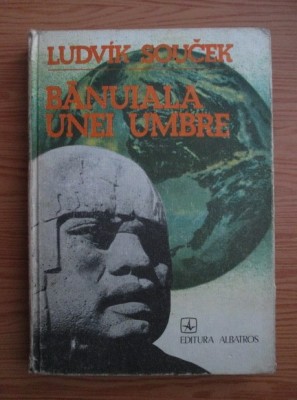 LUDVÍK SOUČEK
BĂNUIALA
UNEI UMBRE
EDITURA ALBATROS